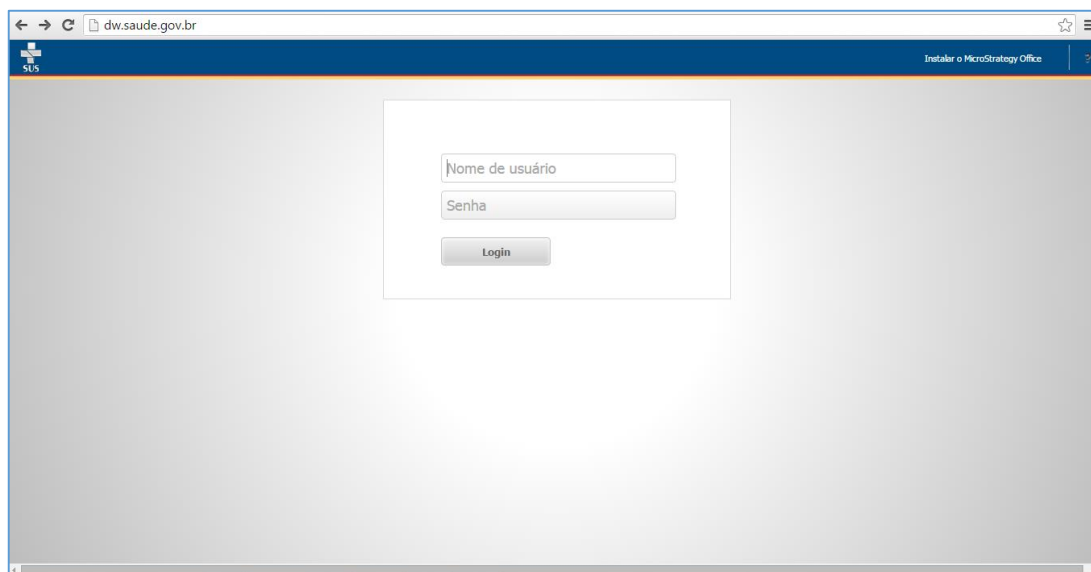 dw.saude.gov.br
SUS
Instalar o MicroStrategy Office
?
Nome de usuário
Senha
Login